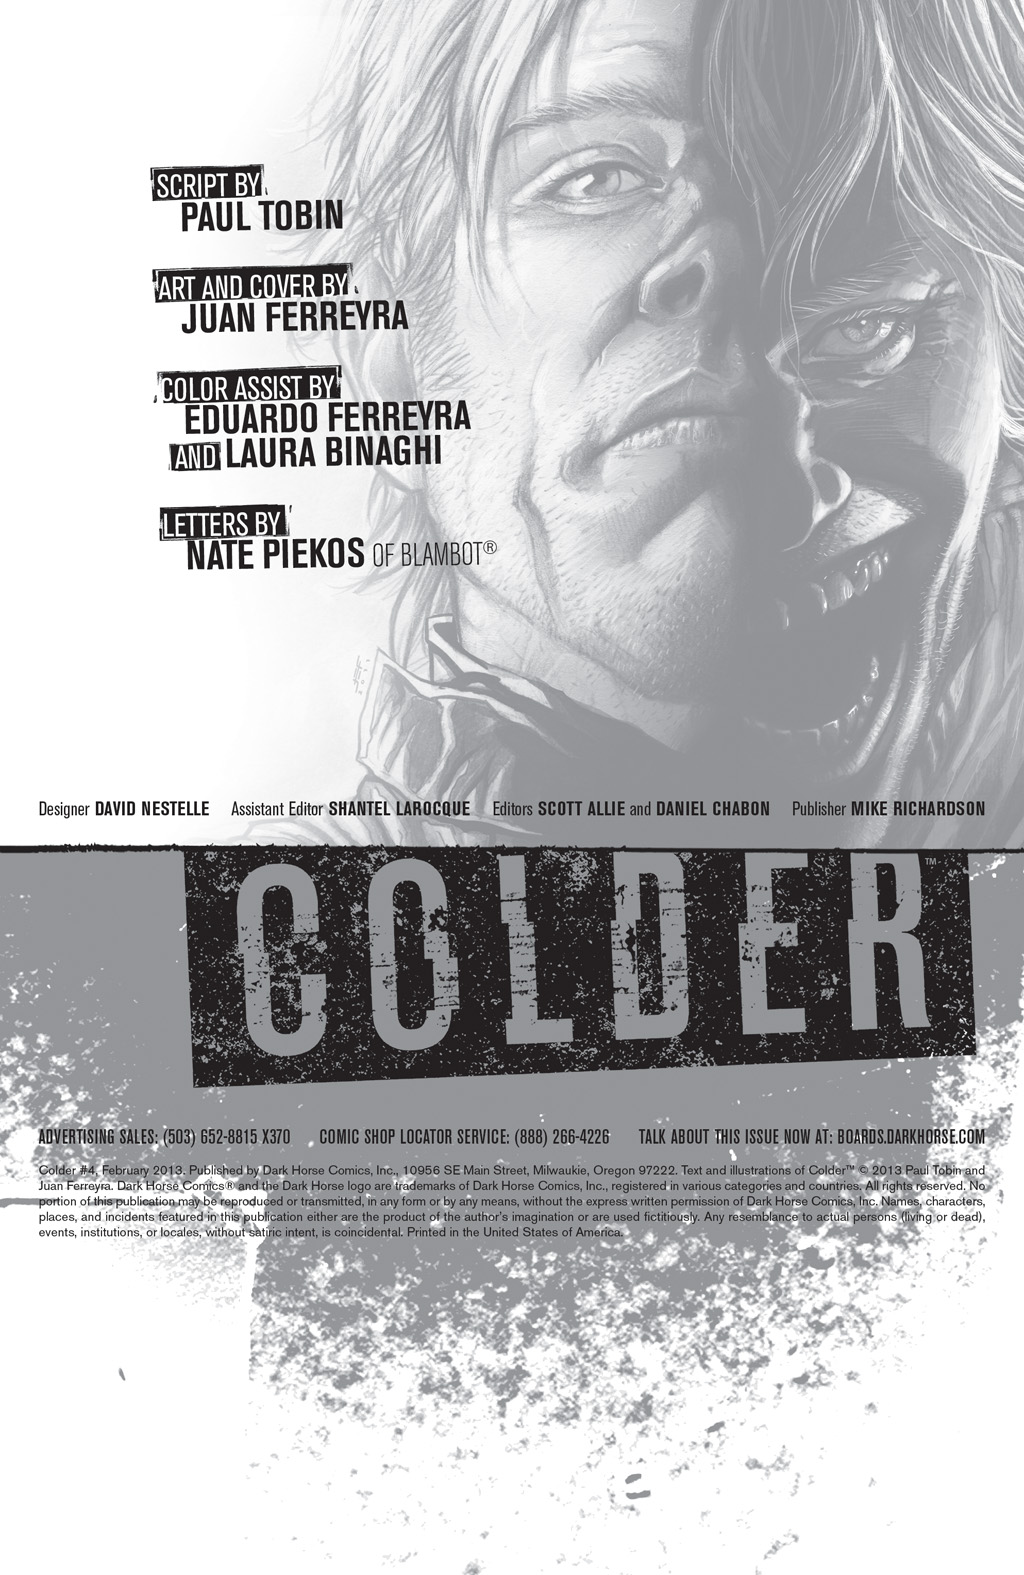 SCRIPT BY
PAUL TOBIN
ART AND COVER BY
JUAN FERREYRA
COLOR ASSIST BY
EDUARDO FERREYRA
AND LAURA BINAGHI
LETTERS BY
NATE PIEKOS OF BLAMBOT®
Designer DAVID NESTELLE Assistant Editor SHANTEL LAROCQUE Editors SCOTT ALLIE and DANIEL CHABON Publisher MIKE RICHARDSON
COLDER™
ADVERTISING SALES: (503) 652-8815 X370 COMIC SHOP LOCATOR SERVICE: (888) 266-4226 TALK ABOUT THIS ISSUE NOW AT: BOARDS.DARKHORSE.COM
Colder #4, February 2013. Published by Dark Horse Comics, Inc., 10956 SE Main Street, Milwaukie, Oregon 97222. Text and illustrations of Colder™ © 2013 Paul Tobin and
Juan Ferreyra. Dark Horse Comics® and the Dark Horse logo are trademarks of Dark Horse Comics, Inc., registered in various categories and countries. All rights reserved. No
portion of this publication may be reproduced or transmitted, in any form or by any means, without the express written permission of Dark Horse Comics, Inc. Names, characters,
places, and incidents featured in this publication either are the product of the author's imagination or are used fictitiously. Any resemblance to actual persons (living or dead),
events, institutions, or locales, without satiric intent, is coincidental. Printed in the United States of America.